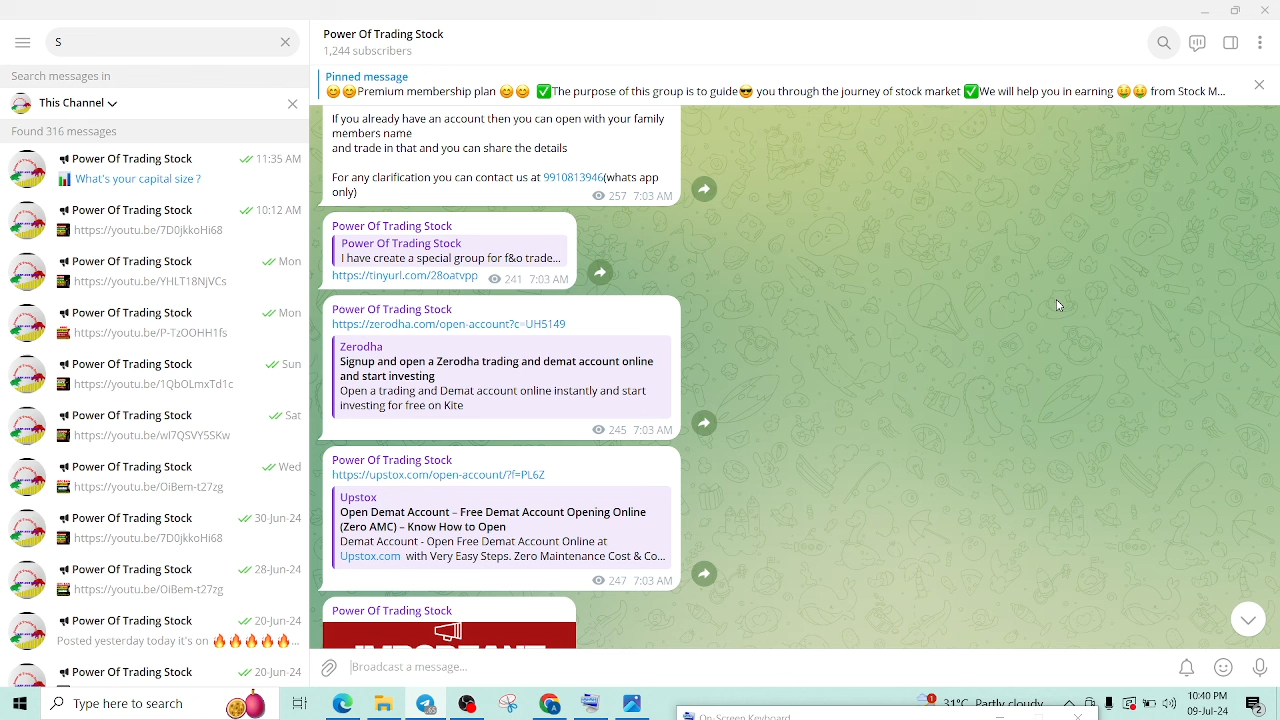 S
Search messages in
This Channel
Found 316 messages
Power Of Trading Stock 11:35 AM
📊 What's your capital size ?
Power Of Trading Stock 10:12 AM
https://youtu.be/7D0jkkoHi68
Power Of Trading Stock Mon
https://youtu.be/YHLT18NjVCs
Power Of Trading Stock Mon
https://youtu.be/P-TzOOHH1fs
Power Of Trading Stock Sun
https://youtu.be/1QbOLmxTd1c
Power Of Trading Stock Sat
https://youtu.be/wI7QSVY5SKw
Power Of Trading Stock Wed
https://youtu.be/OiBem-t27zg
Power Of Trading Stock 30-Jun-24
https://youtu.be/7D0jkkoHi68
Power Of Trading Stock 28-Jun-24
https://youtu.be/OiBem-t27zg
Power Of Trading Stock 20-Jun-24
Posted yesterday today it's on 🔥🔥🔥🔥🔥...
Power Of Trading Stock 20-Jun-24
Power Of Trading Stock
1,244 subscribers
Pinned message
😊😊Premium membership plan 😊😊 ✅The purpose of this group is to guide😎 you through the journey of stock market ✅We will help you in earning 🤑🤑 from Stock M...
If you already have an account then you can open with your family
members name
and trade in that and you can share the details
For any clarification you can contact us at 9910813946(whats app
only) 257 7:03 AM
Power Of Trading Stock
Power Of Trading Stock
I have create a special group for f&o trade...
https://tinyurl.com/28oatvpp 241 7:03 AM
Power Of Trading Stock
https://zerodha.com/open-account?c=UH5149
Zerodha
Signup and open a Zerodha trading and demat account online
and start investing
Open a trading and Demat account online instantly and start
investing for free on Kite
245 7:03 AM
Power Of Trading Stock
https://upstox.com/open-account/?f=PL6Z
Upstox
Open Demat Account – Free Demat Account Opening Online
(Zero AMC) – Know How to Open
Demat Account - Open Free Demat Account Online at
Upstox.com with Very Easy Steps. Zero Maintenance Cost & Co...
247 7:03 AM
Power Of Trading Stock
IMPORTANT
Broadcast a message...
Type here to search
On-Screen Keyboard
1
31°C Partly cloudy
10:40 PM
09-Jul-24
2